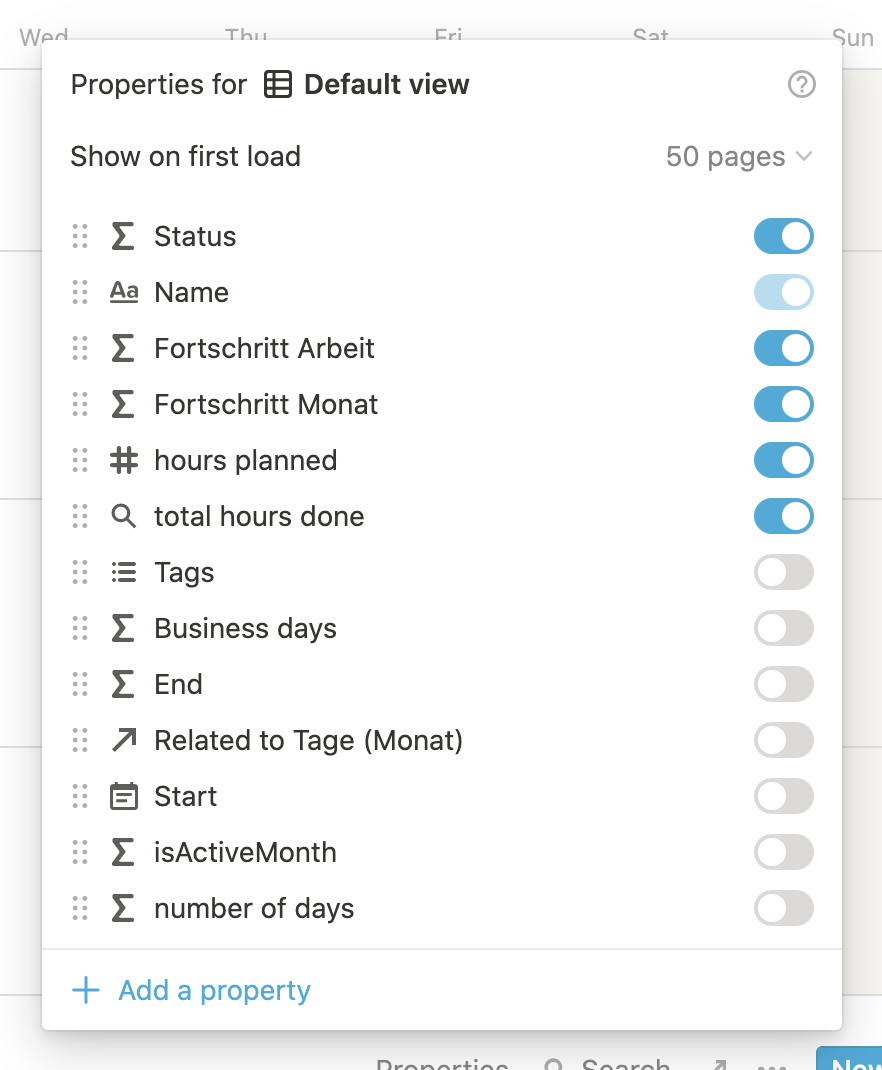 Wed Thu Fri Sat Sun
Properties for Default view
Show on first load 50 pages
Status
Aa Name
Fortschritt Arbeit
Fortschritt Monat
hours planned
total hours done
Tags
Business days
End
Related to Tage (Monat)
Start
isActiveMonth
number of days
Add a property
Properties Search New